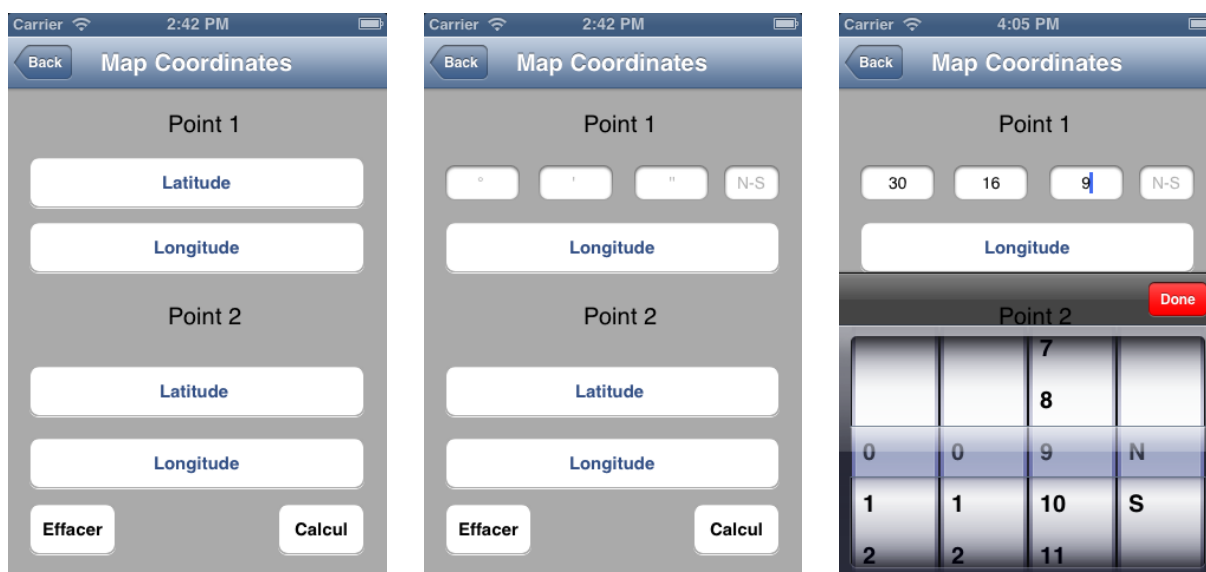 Carrier 2:42 PM
Back Map Coordinates
Point 1
Latitude
Longitude
Point 2
Latitude
Longitude
Effacer Calcul
Carrier 2:42 PM
Back Map Coordinates
Point 1
° ' " N-S
Longitude
Point 2
Latitude
Longitude
Effacer Calcul
Carrier 4:05 PM
Back Map Coordinates
Point 1
30 16 9 N-S
Longitude
Done
Point 2
7
8
0 0 9 N
1 1 10 S
2 2 11